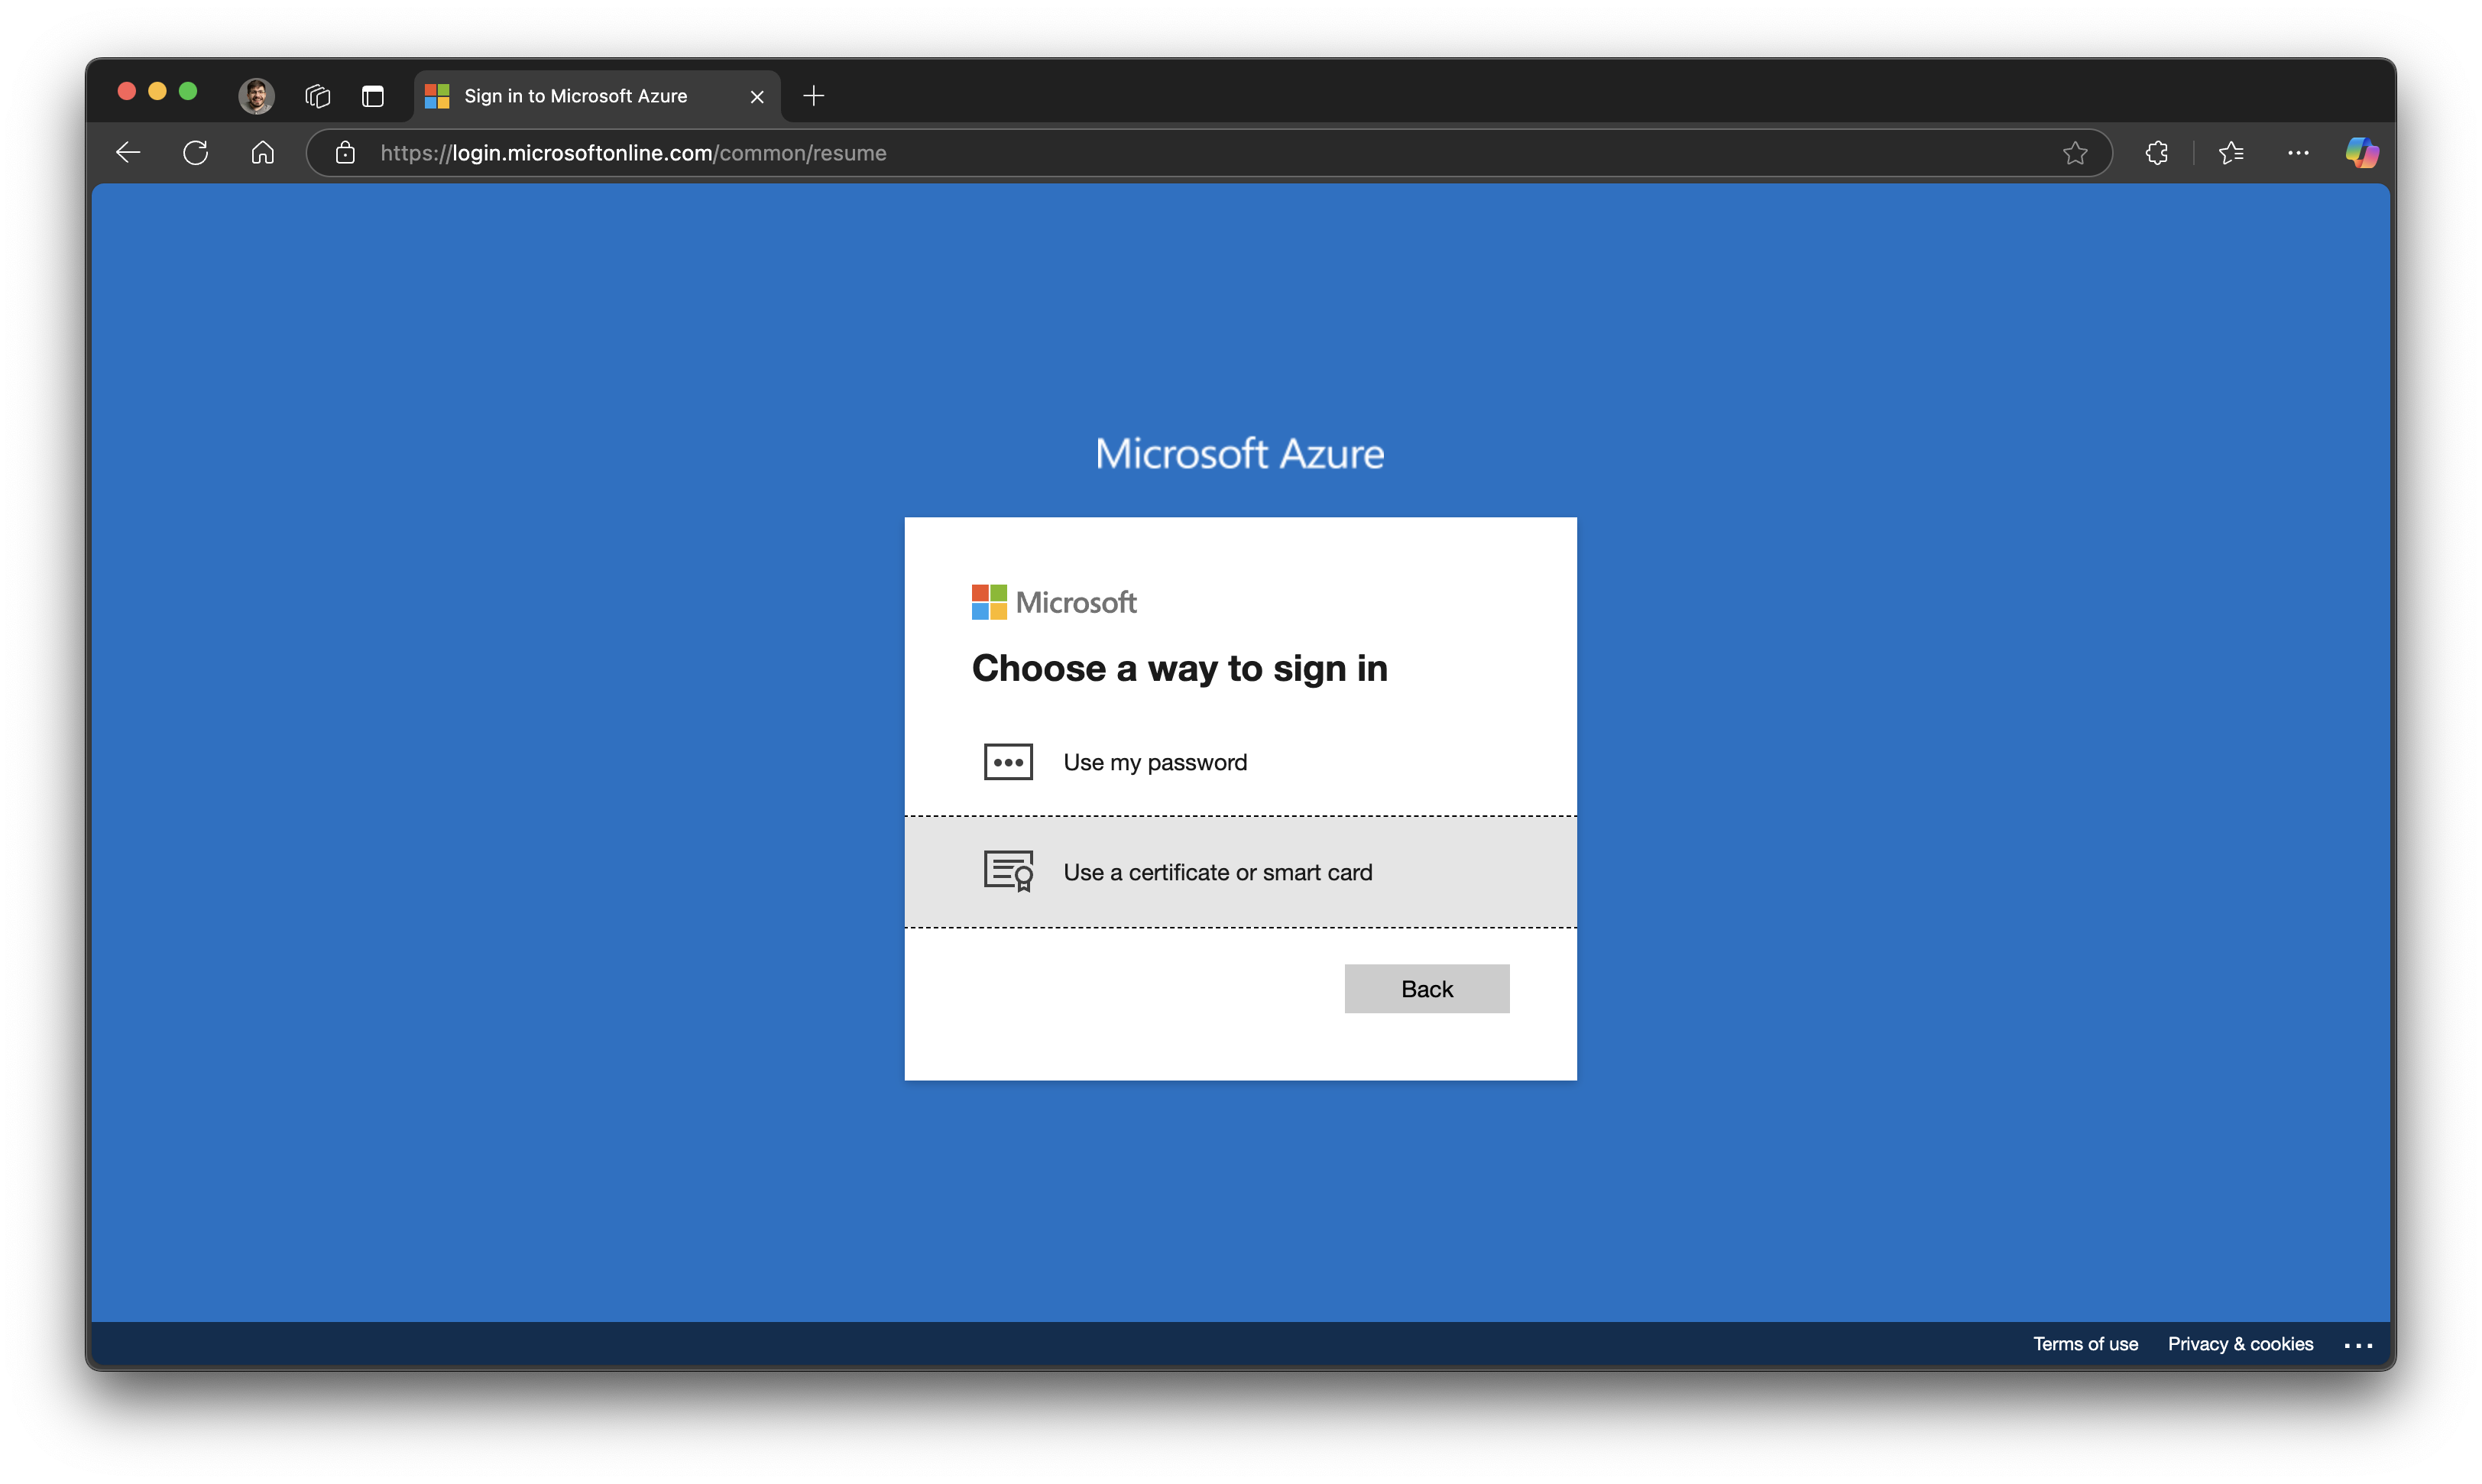 Sign in to Microsoft Azure
https://login.microsoftonline.com/common/resume
Microsoft Azure
Microsoft
Choose a way to sign in
Use my password
Use a certificate or smart card
Back
Terms of use Privacy & cookies ...